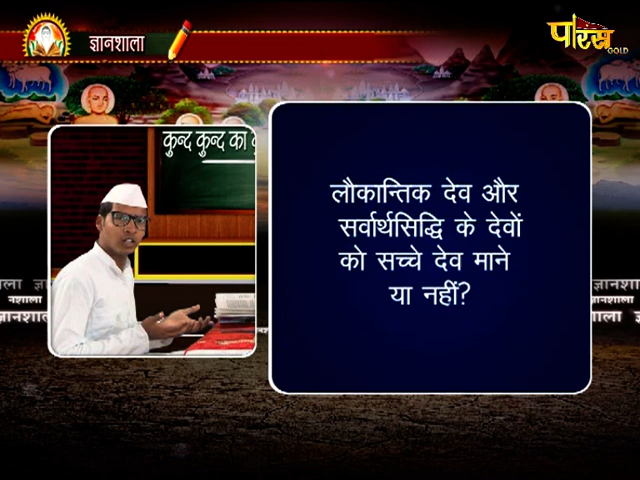 ज्ञानशाला
पारस
GOLD
कुन्द कुन्द का
लौकान्तिक देव और
सर्वार्थसिद्धि के देवों
को सच्चे देव माने
या नहीं?